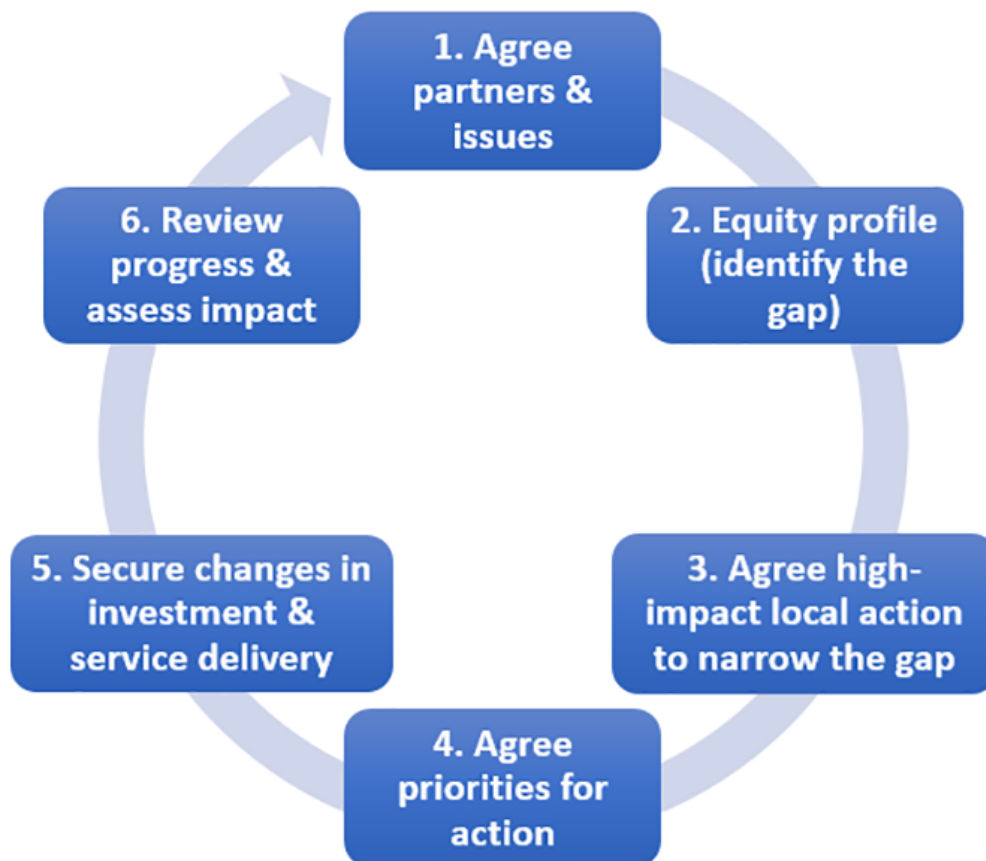 1. Agree
partners &
issues
2. Equity profile
(identify the
gap)
3. Agree high-
impact local action
to narrow the gap
4. Agree
priorities for
action
5. Secure changes in
investment &
service delivery
6. Review
progress &
assess impact